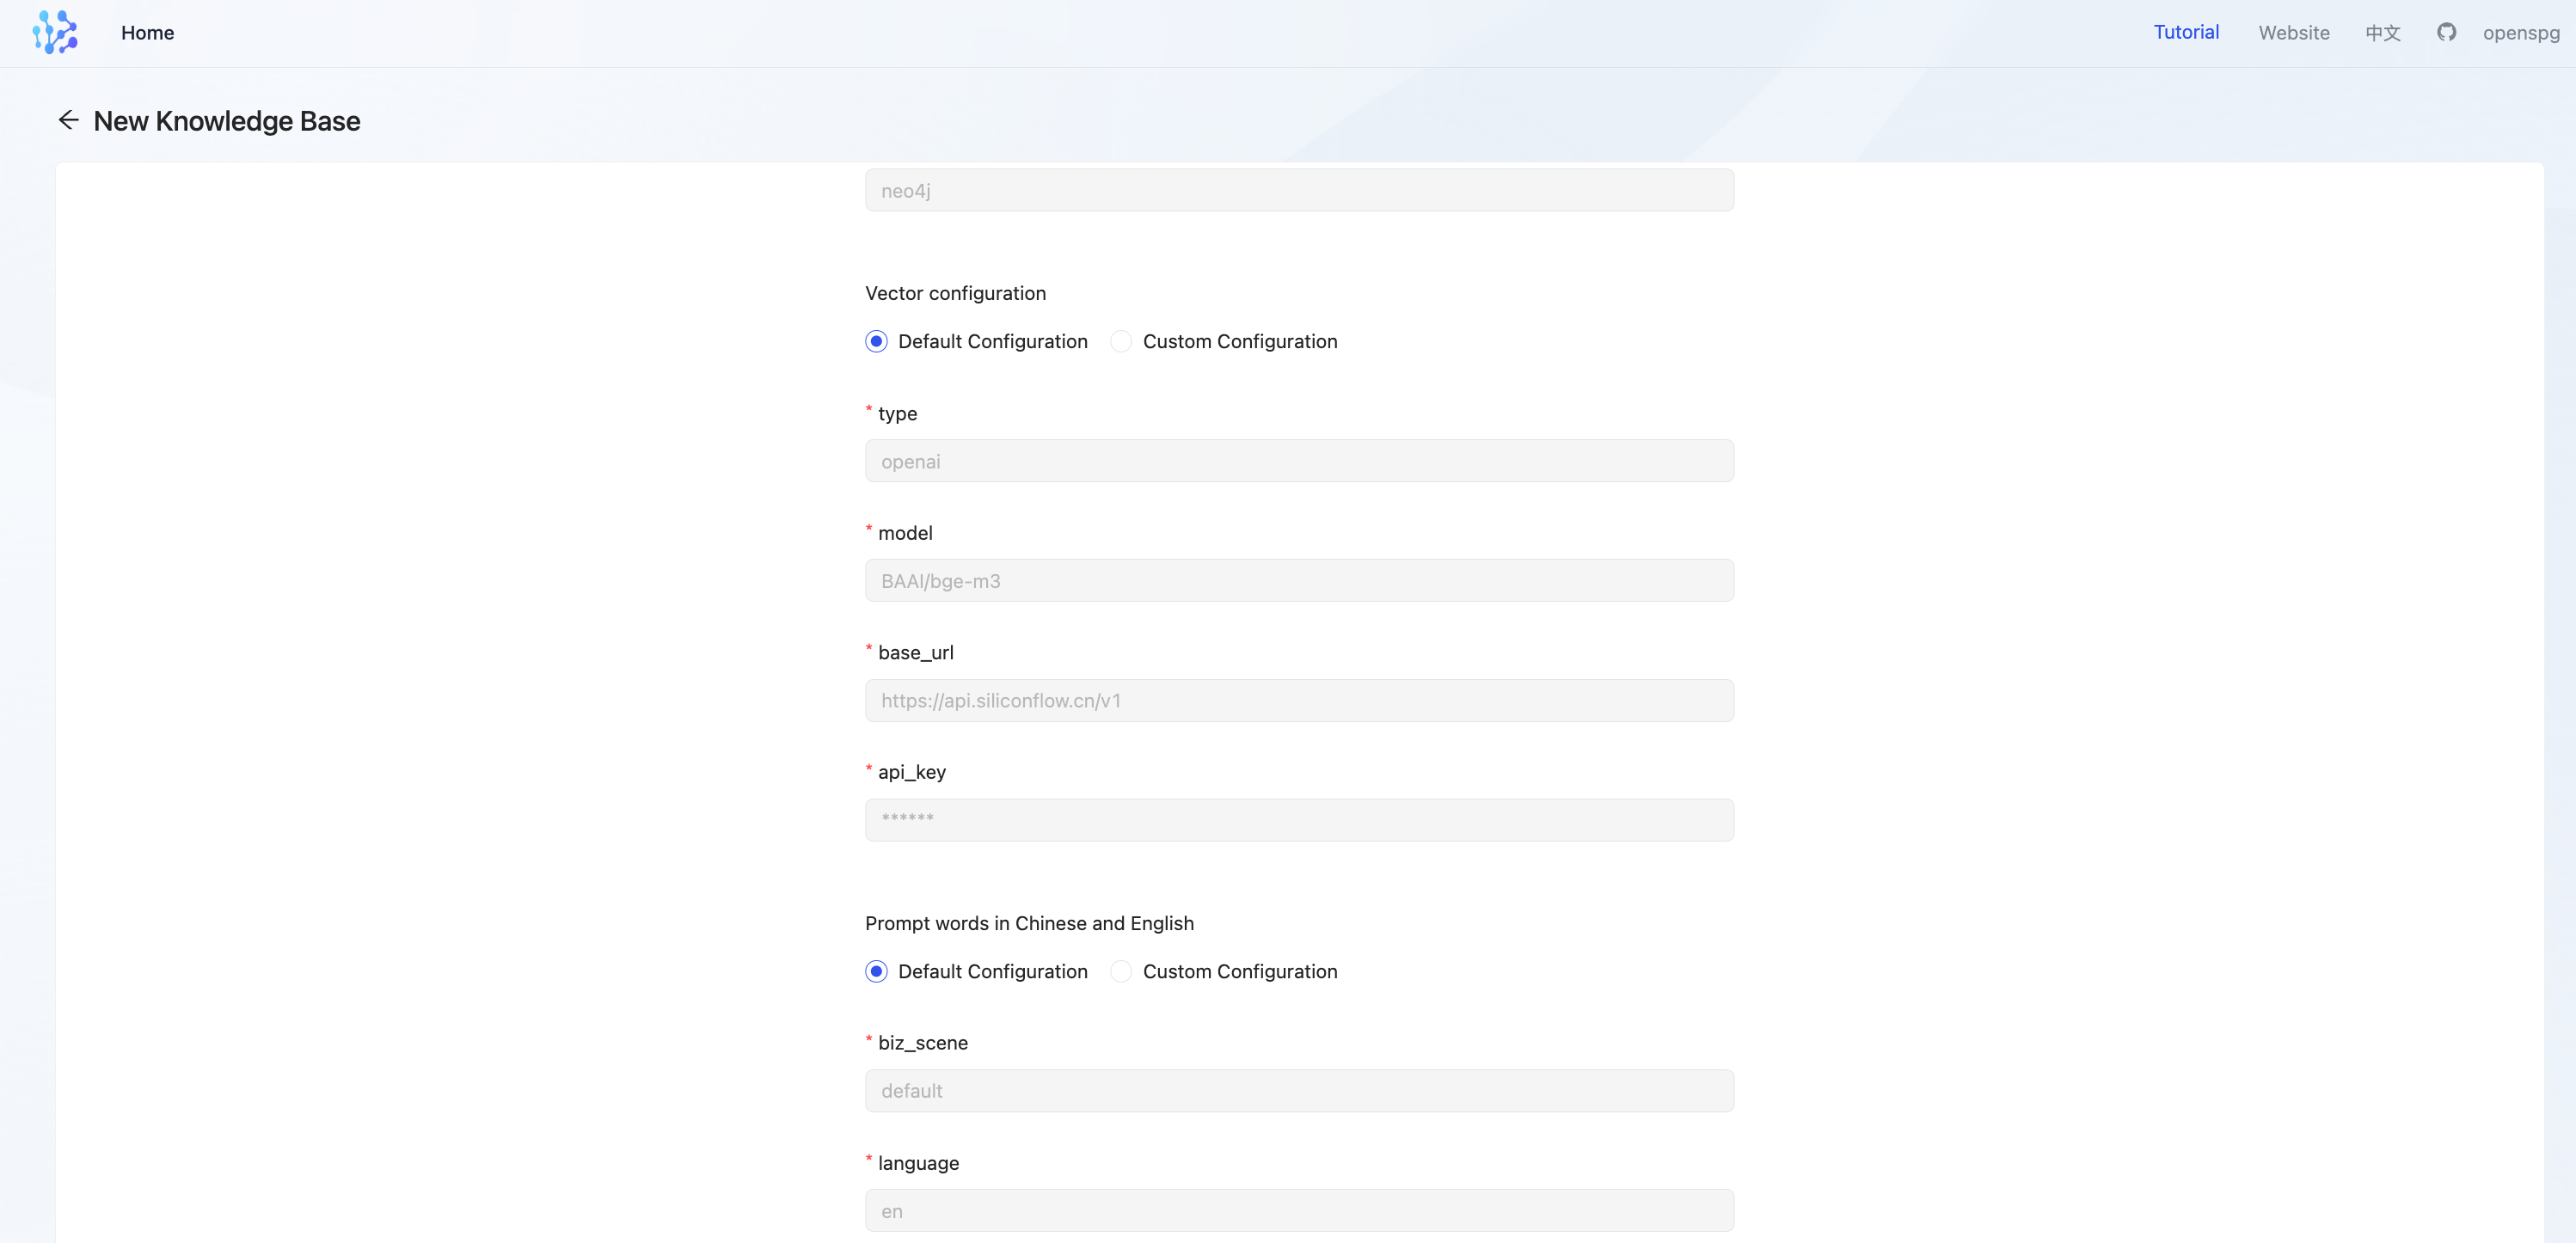 Home
Tutorial
Website
中文
openspg
New Knowledge Base
neo4j
Vector configuration
Default Configuration
Custom Configuration
* type
openai
* model
BAAI/bge-m3
* base_url
https://api.siliconflow.cn/v1
* api_key
******
Prompt words in Chinese and English
Default Configuration
Custom Configuration
* biz_scene
default
* language
en